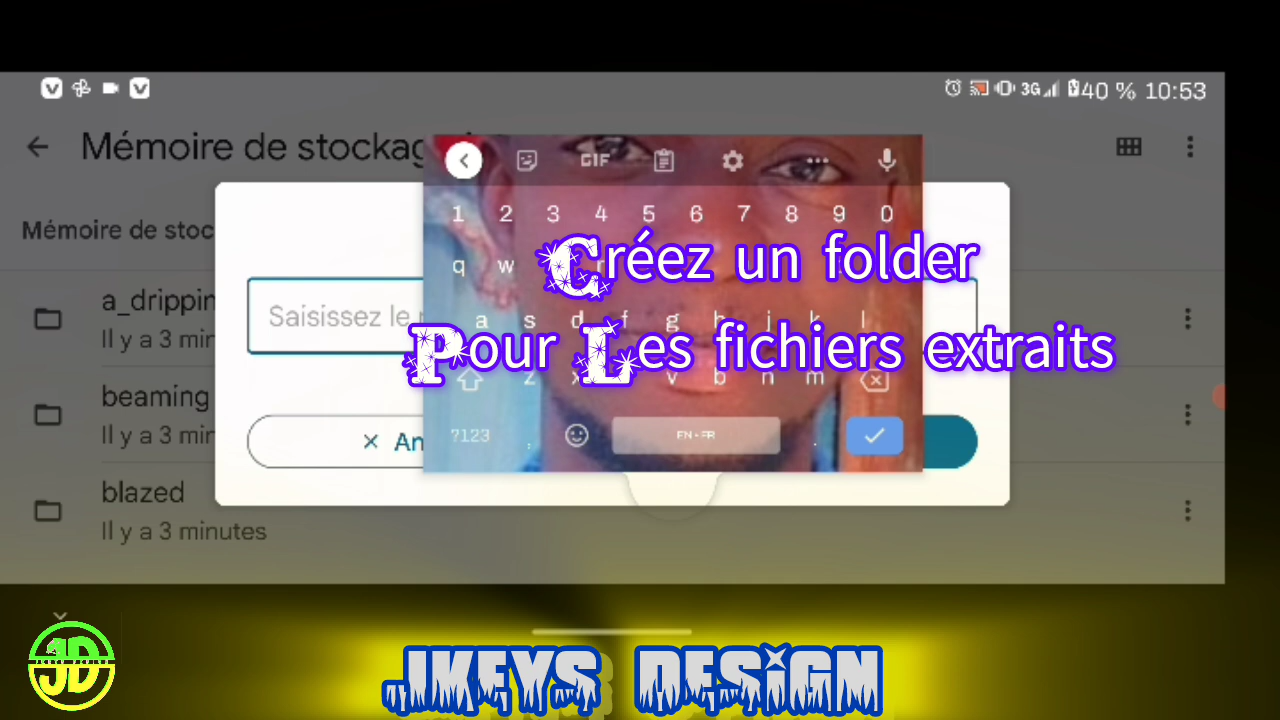 3G 40 % 10:53
Mémoire de stockag
Mémoire de stoc
GIF
1 2 3 4 5 6 7 8 9 0
q w
Créez un folder
a_drippin
Il y a 3 min
Saisissez le
a s d f g h j k l
Pour Les fichiers extraits
z x v b n m
beaming
Il y a 3 min
× An
?123 , EN • FR .
blazed
Il y a 3 minutes
JD
JKEYS DESiGN